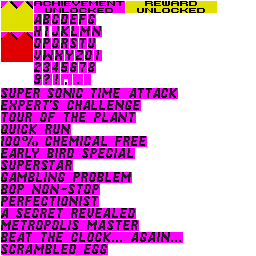 ACHIEVEMENT UNLOCKED
REWARD UNLOCKED
ABCDEFG
HIJKLMN
OPQRSTU
VWXYZ01
2345678
9?!...
SUPER SONIC TIME ATTACK
EXPERT'S CHALLENGE
TOUR OF THE PLANT
QUICK RUN
100% CHEMICAL FREE
EARLY BIRD SPECIAL
SUPERSTAR
GAMBLING PROBLEM
BOP NON-STOP
PERFECTIONIST
A SECRET REVEALED
METROPOLIS MASTER
BEAT THE CLOCK... AGAIN...
SCRAMBLED EGG